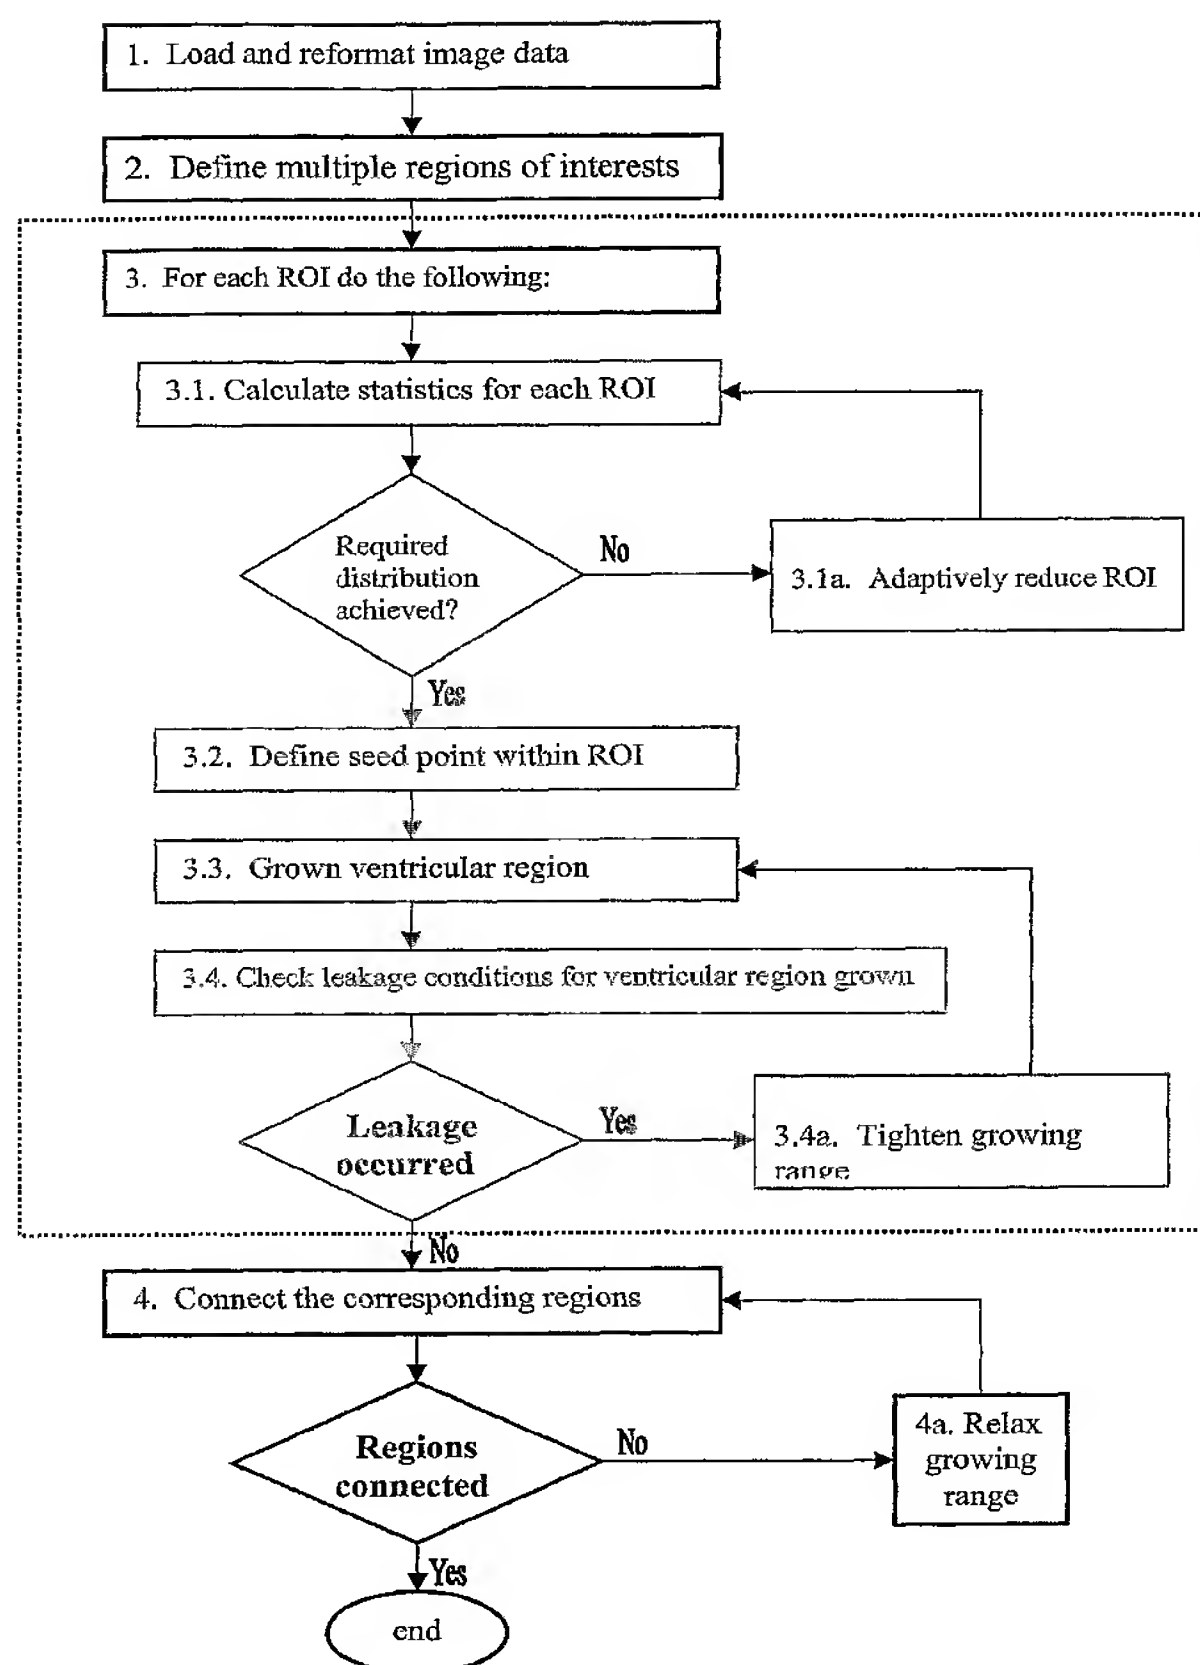 1. Load and reformat image data
2. Define multiple regions of interests
3. For each ROI do the following:
3.1. Calculate statistics for each ROI
Required
distribution
achieved?
No
3.1a. Adaptively reduce ROI
Yes
3.2. Define seed point within ROI
3.3. Grown ventricular region
3.4. Check leakage conditions for ventricular region grown
Leakage
occurred
Yes
3.4a. Tighten growing
range
No
4. Connect the corresponding regions
Regions
connected
No
4a. Relax
growing
range
Yes
end